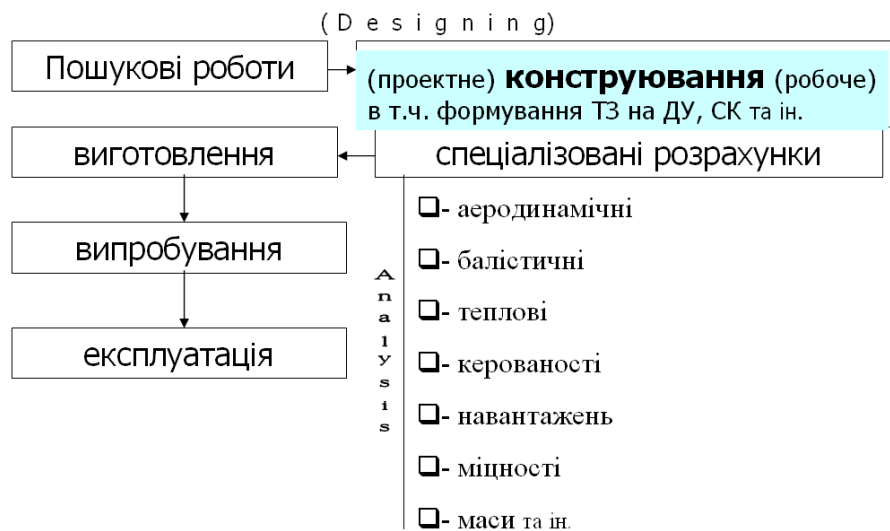 ( D e s i g n i n g)
Пошукові роботи
(проектне) конструювання (робоче)
в т.ч. формування ТЗ на ДУ, СК та ін.
виготовлення
спеціалізовані розрахунки
випробування
експлуатація
Analysis
❑- аеродинамічні
❑- балістичні
❑- теплові
❑- керованості
❑- навантажень
❑- міцності
❑- маси та ін.